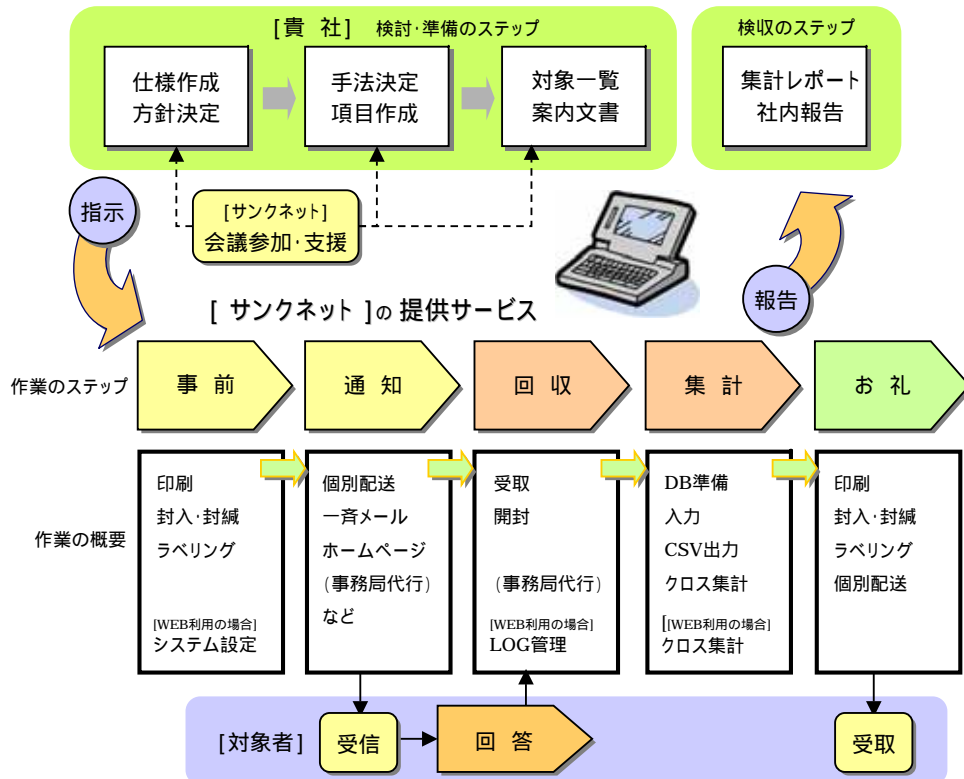 [貴 社] 検討･準備のステップ
仕様作成
方針決定
手法決定
項目作成
対象一覧
案内文書
検収のステップ
集計レポート
社内報告
指示
[サンクネット]
会議参加･支援
報告
[ サンクネット ]の 提供サービス
作業のステップ
事 前
通 知
回 収
集 計
お 礼
作業の概要
印刷
封入･封緘
ラベリング
[WEB利用の場合]
システム設定
個別配送
一斉メール
ホームページ
(事務局代行)
など
受取
開封
(事務局代行)
[WEB利用の場合]
LOG管理
DB準備
入力
CSV出力
クロス集計
[[WEB利用の場合]
クロス集計
印刷
封入･封緘
ラベリング
個別配送
[対象者]
受信
回 答
受取